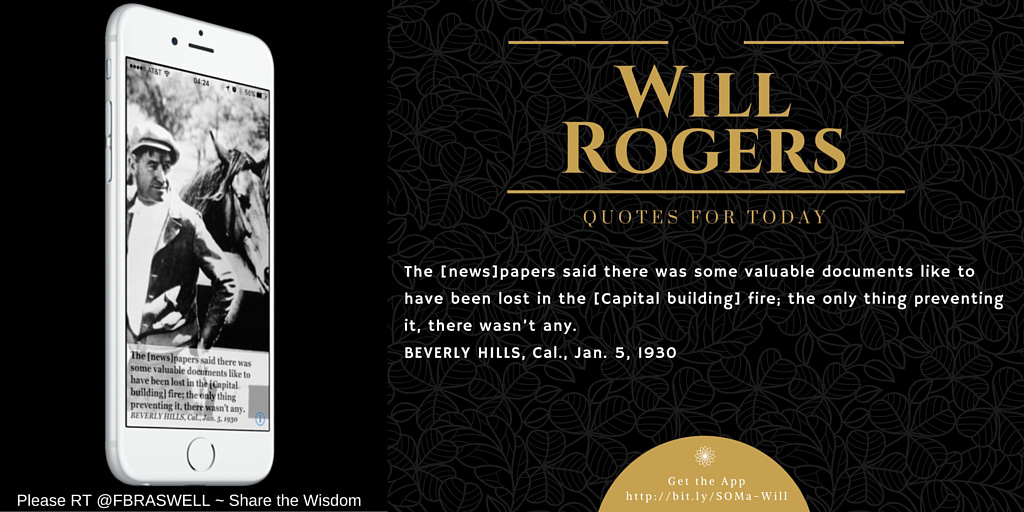 AT&T
04:24
56%
The [news]papers said there was
some valuable documents like to
have been lost in the [Capital
building] fire; the only thing
preventing it, there wasn't any.
BEVERLY HILLS, Cal., Jan. 5, 1930
Please RT @FBRASWELL ~ Share the Wisdom
WILL
ROGERS
QUOTES FOR TODAY
The [news]papers said there was some valuable documents like to
have been lost in the [Capital building] fire; the only thing preventing
it, there wasn't any.
BEVERLY HILLS, Cal., Jan. 5, 1930
Get the App
http://bit.ly/SOMa-Will